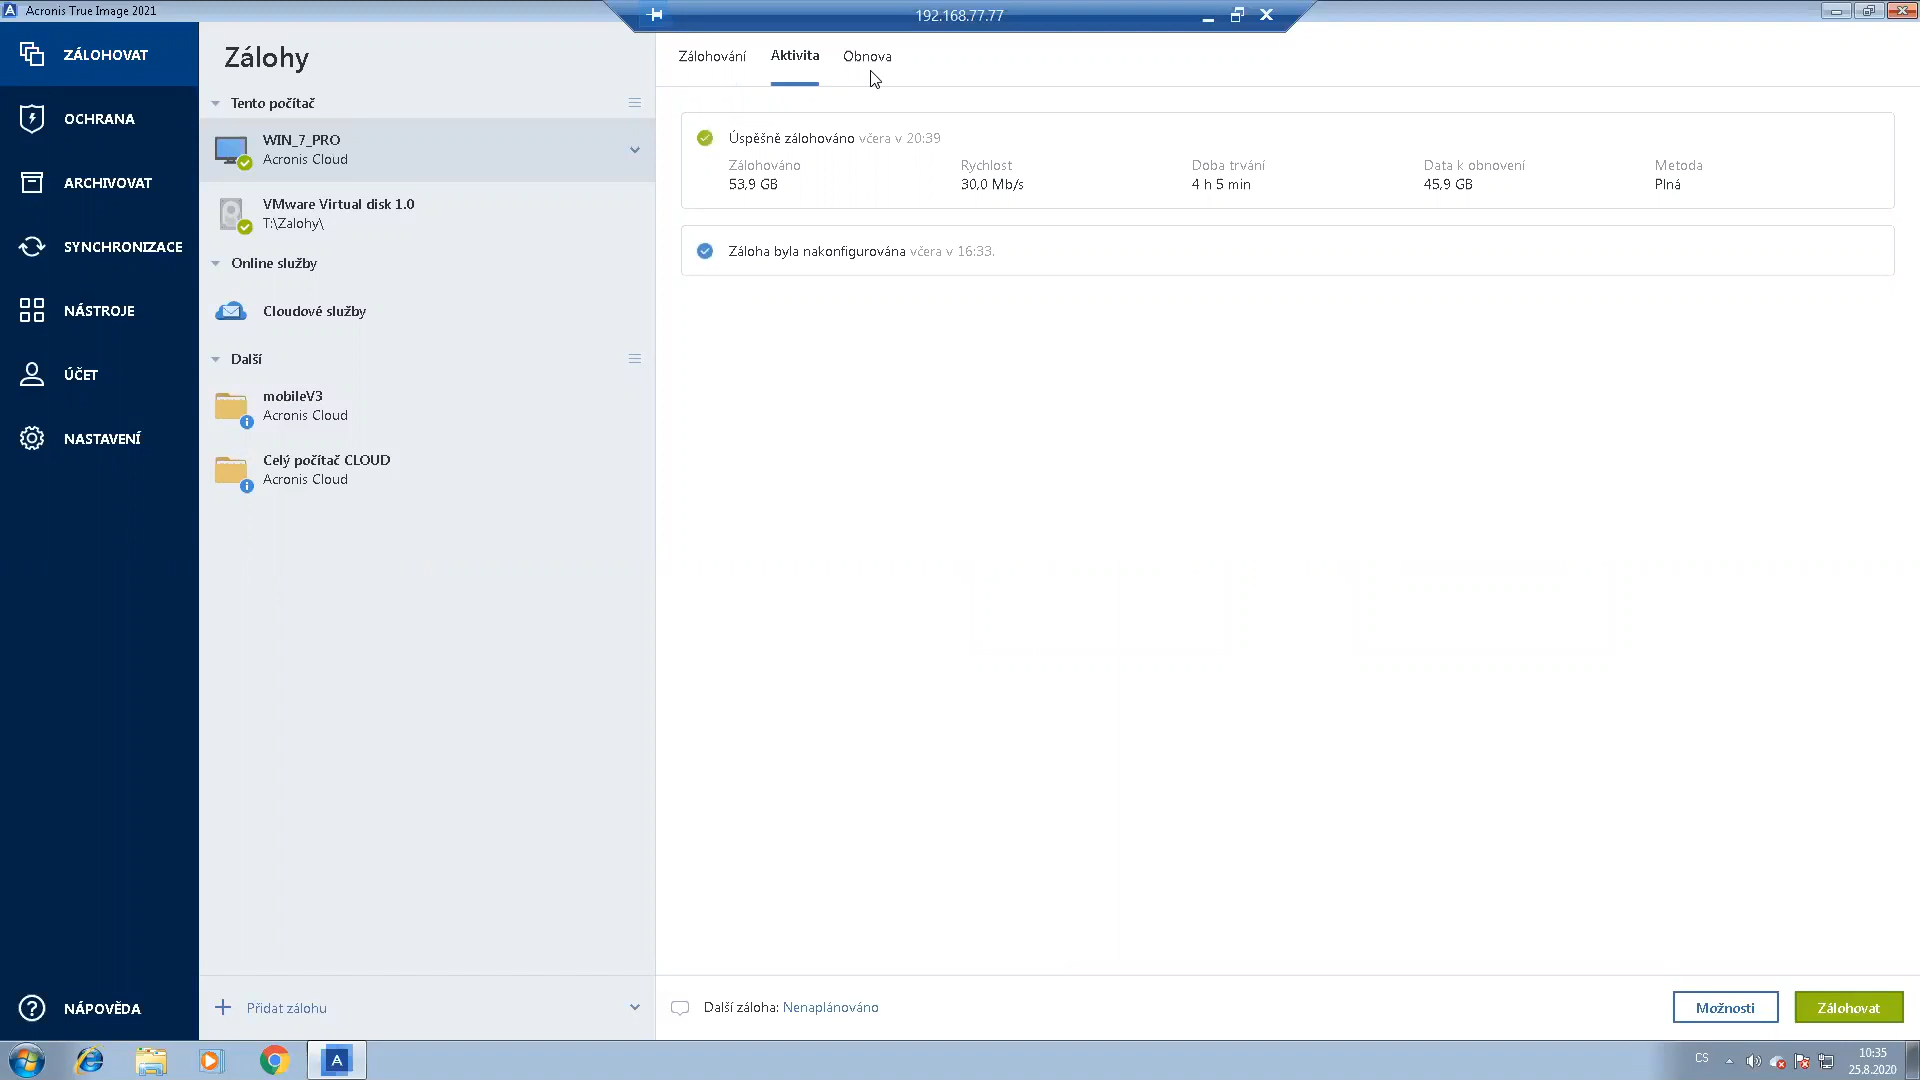 Acronis True Image 2021
192.168.77.77
ZÁLOHOVAT
OCHRANA
ARCHIVOVAT
SYNCHRONIZACE
NÁSTROJE
ÚČET
NASTAVENÍ
NÁPOVĚDA
Zálohy
Tento počítač
WIN_7_PRO
Acronis Cloud
VMware Virtual disk 1.0
T:\Zalohy\
Online služby
Cloudové služby
Další
mobileV3
Acronis Cloud
Celý počítač CLOUD
Acronis Cloud
Přidat zálohu
Zálohování Aktivita Obnova
Úspěšně zálohováno včera v 20:39
Zálohováno Rychlost Doba trvání Data k obnovení Metoda
53,9 GB 30,0 Mb/s 4 h 5 min 45,9 GB Plná
Záloha byla nakonfigurována včera v 16:33.
Další záloha: Nenaplánováno
Možnosti
Zálohovat
CS
10:35
25.8.2020